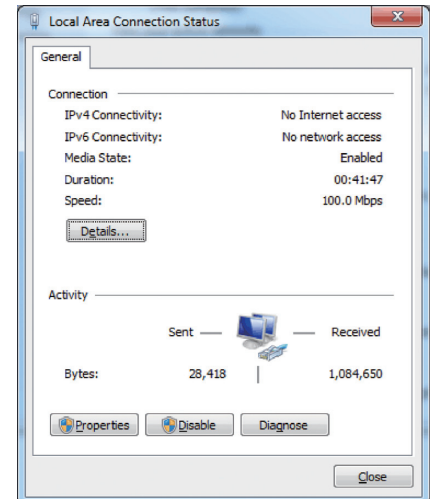 Local Area Connection Status
General
Connection
IPv4 Connectivity: No Internet access
IPv6 Connectivity: No network access
Media State: Enabled
Duration: 00:41:47
Speed: 100.0 Mbps
Details...
Activity
Sent Received
Bytes: 28,418 1,084,650
Properties Disable Diagnose
Close